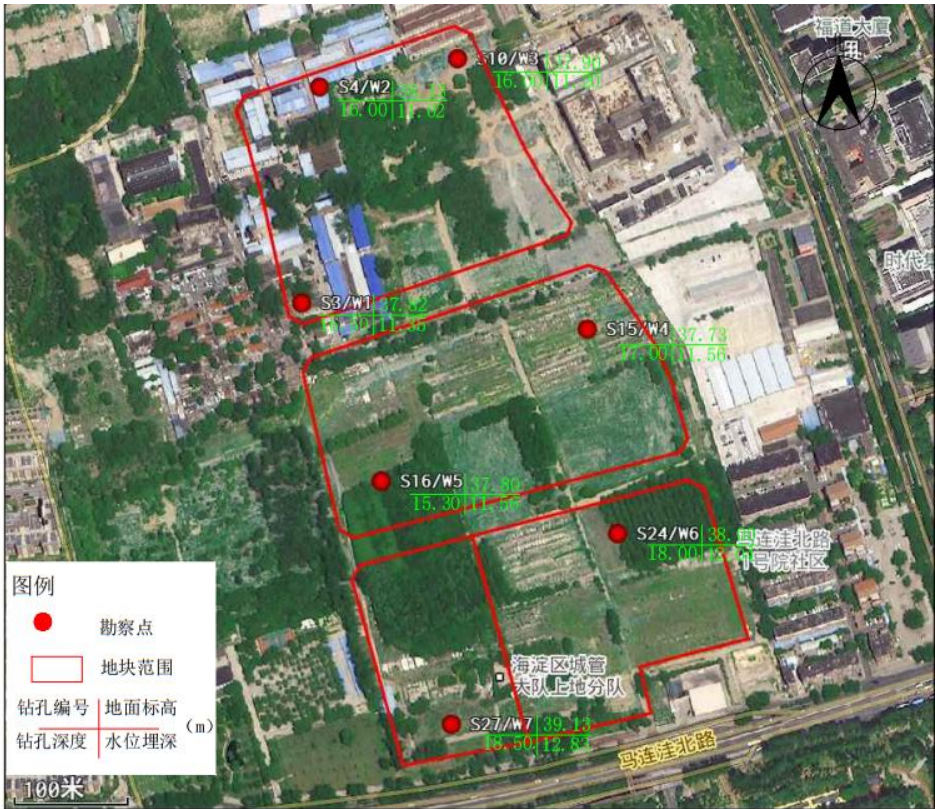 福道大厦
北
S10/W3
16.00
S4/W2
16.00|11.62
时代集
S3/W1|37.82
S15/W4|37.73
17.00|11.56
S16/W5|37.80
15.30
S24/W6|38.
18.00
马连洼北路
1号院社区
图例
勘察点
地块范围
钻孔编号|地面标高
(m)
钻孔深度|水位埋深
海淀区城管
大队上地分队
S27/W7|39.13
18.50|12.83
马连洼北路
100米